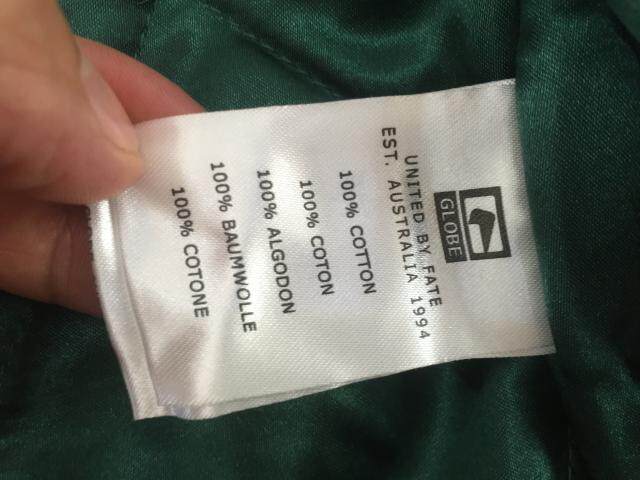 GLOBE
UNITED BY FATE
EST. AUSTRALIA 1994
100% COTTON
100% COTON
100% ALGODON
100% BAUMWOLLE
100% COTONE